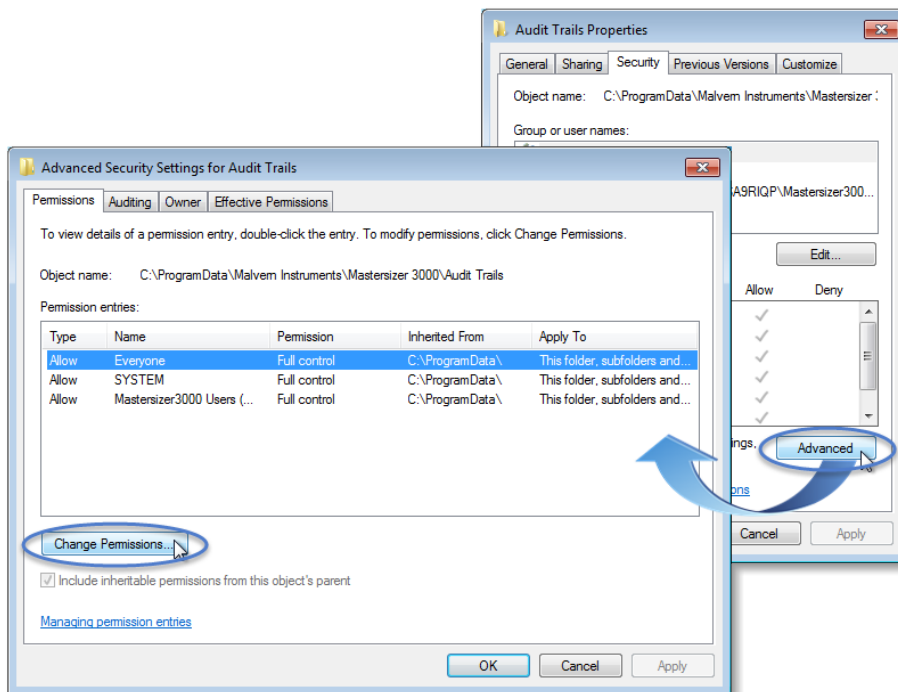 Audit Trails Properties
General Sharing Security Previous Versions Customize
Object name: C:\ProgramData\Malvern Instruments\Mastersizer
Group or user names:
SA9RIQP\Mastersizer300...
Edit...
Allow Deny
ings,
Advanced
ons
Cancel Apply
Advanced Security Settings for Audit Trails
Permissions Auditing Owner Effective Permissions
To view details of a permission entry, double-click the entry. To modify permissions, click Change Permissions.
Object name: C:\ProgramData\Malvern Instruments\Mastersizer 3000\Audit Trails
Permission entries:
Type Name Permission Inherited From Apply To
Allow Everyone Full control C:\ProgramData\ This folder, subfolders and...
Allow SYSTEM Full control C:\ProgramData\ This folder, subfolders and...
Allow Mastersizer3000 Users (... Full control C:\ProgramData\ This folder, subfolders and...
Change Permissions...
Include inheritable permissions from this object's parent
Managing permission entries
OK Cancel Apply